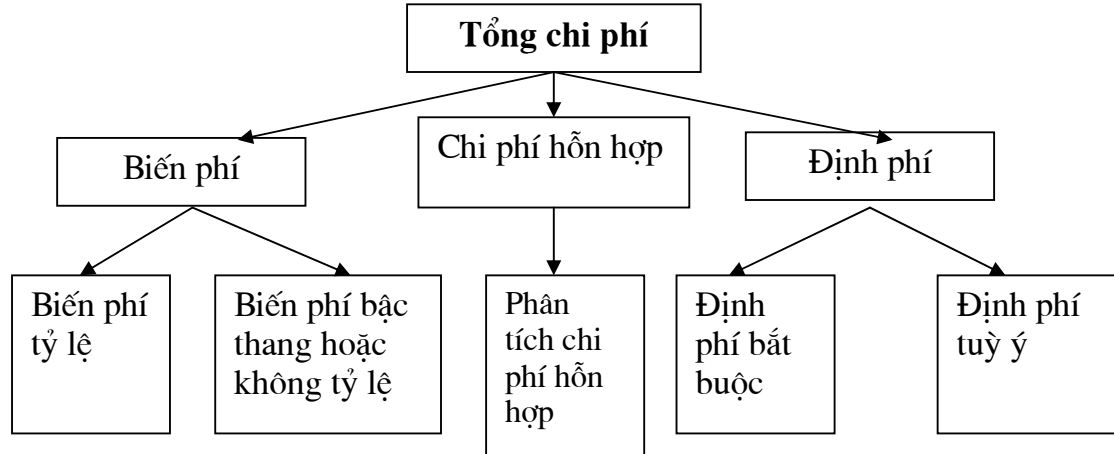 Tổng chi phí
Biến phí
Chi phí hỗn hợp
Định phí
Biến phí
tỷ lệ
Biến phí bậc
thang hoặc
không tỷ lệ
Phân
tích chi
phí hỗn
hợp
Định
phí bắt
buộc
Định phí
tuỳ ý